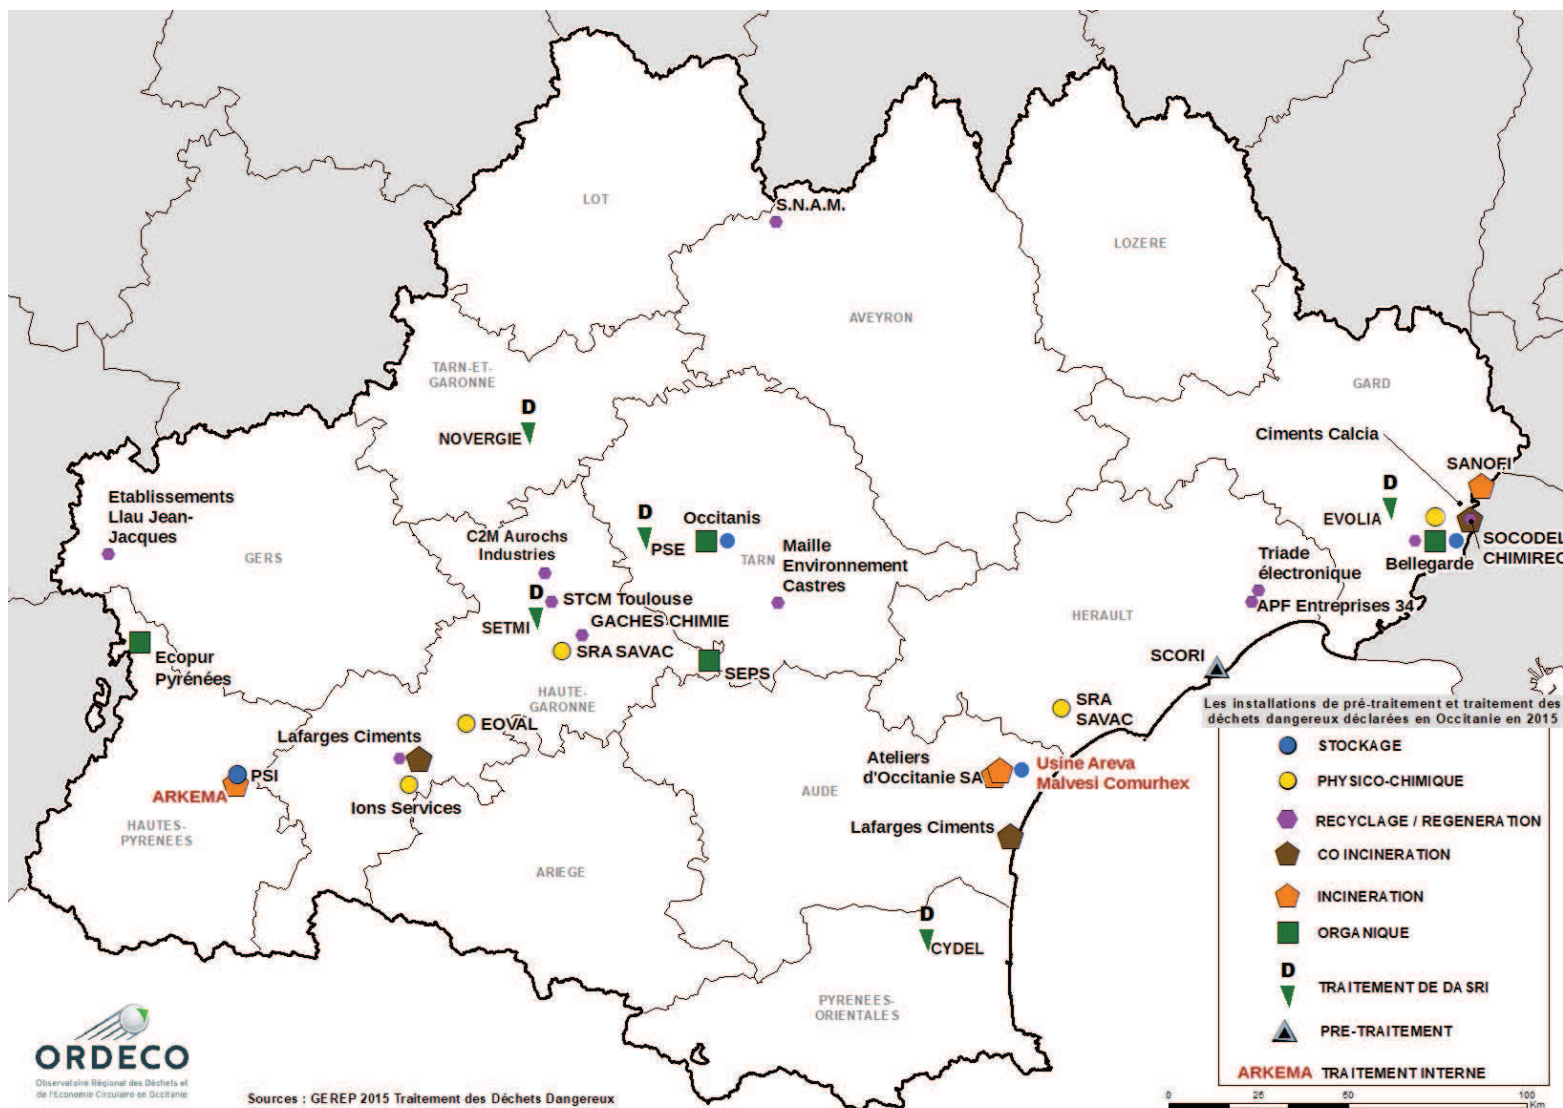 LOT
S.N.A.M.
LOZERE
AVEYRON
TARN-ET-
GARONNE
GARD
D
NOVERGIE
Ciments Calcia
SANOFI
Etablissements
Llau Jean-
Jacques
GERS
C2M Aurochs
Industries
D
PSE
Occitanis
TARN
Maille
Environnement
Castres
D
EVOLIA
Bellegarde
SOCODEL
CHIMIREC
Triade
électronique
APF Entreprises 34
HERAULT
D
SETMI
STCM Toulouse
GACHES CHIMIE
SRA SAVAC
SEPS
Ecopur
Pyrénées
SCORI
HAUTE-
GARONNE
EOVAL
SRA
SAVAC
Lafarges Ciments
Ions Services
PSI
ARKEMA
HAUTES-
PYRENEES
Ateliers
d'Occitanie SA
Usine Areva
Malvesi Comurhex
AUDE
Lafarges Ciments
ARIEGE
D
CYDEL
PYRENEES-
ORIENTALES
Les installations de pré-traitement et traitement des
déchets dangereux déclarées en Occitanie en 2015
STOCKAGE
PHYSICO-CHIMIQUE
RECYCLAGE / REGENERATION
CO INCINERATION
INCINERATION
ORGANIQUE
D
TRAITEMENT DE DASRI
PRE-TRAITEMENT
ARKEMA TRAITEMENT INTERNE
0 25 50 100
Km
ORDECO
Observatoire Régional des Déchets et
de l'Economie Circulaire en Occitanie
Sources : GEREP 2015 Traitement des Déchets Dangereux